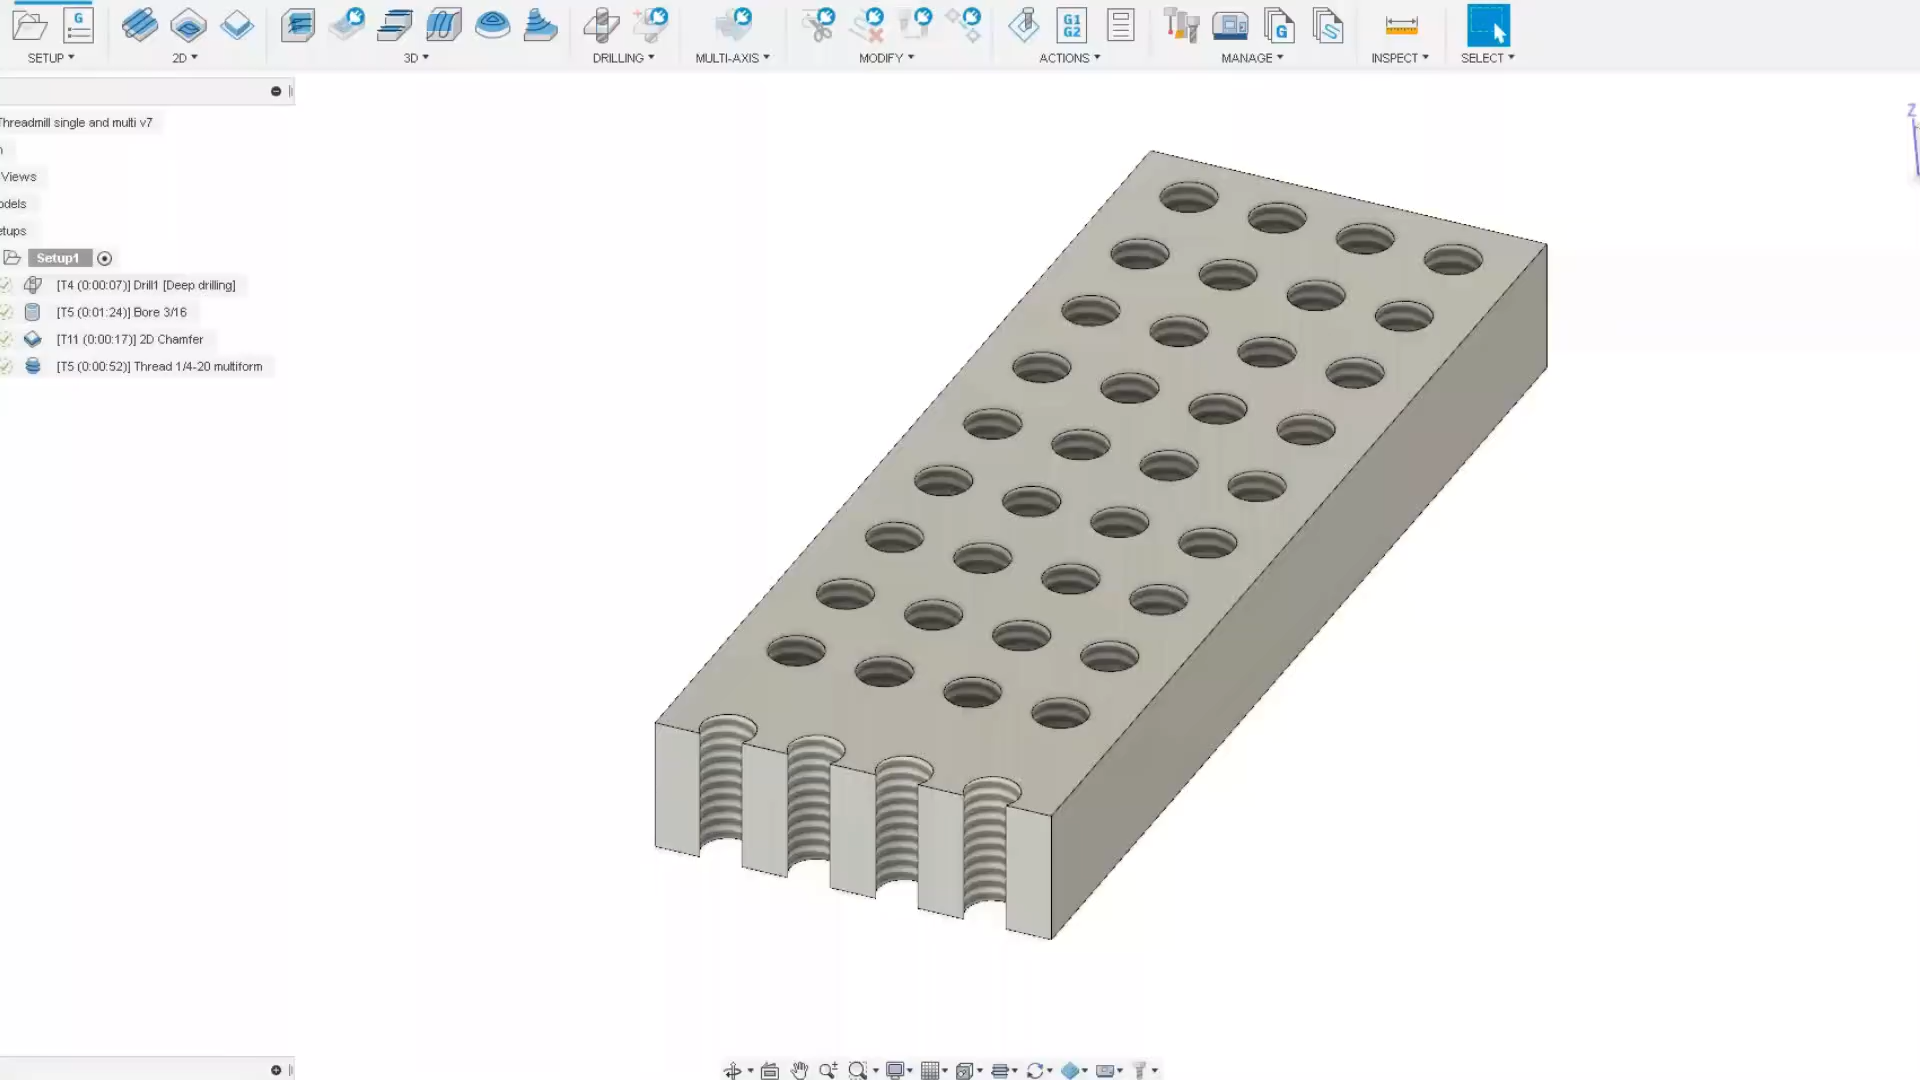 G
G1
G2
G
SETUP
2D
3D
DRILLING
MULTI-AXIS
MODIFY
ACTIONS
MANAGE
INSPECT
SELECT
Threadmill single and multi v7
Z
Views
odels
etups
Setup1
[T4 (0:00:07)] Drill1 [Deep drilling]
[T5 (0:01:24)] Bore 3/16
[T11 (0:00:17)] 2D Chamfer
[T5 (0:00:52)] Thread 1/4-20 multiform